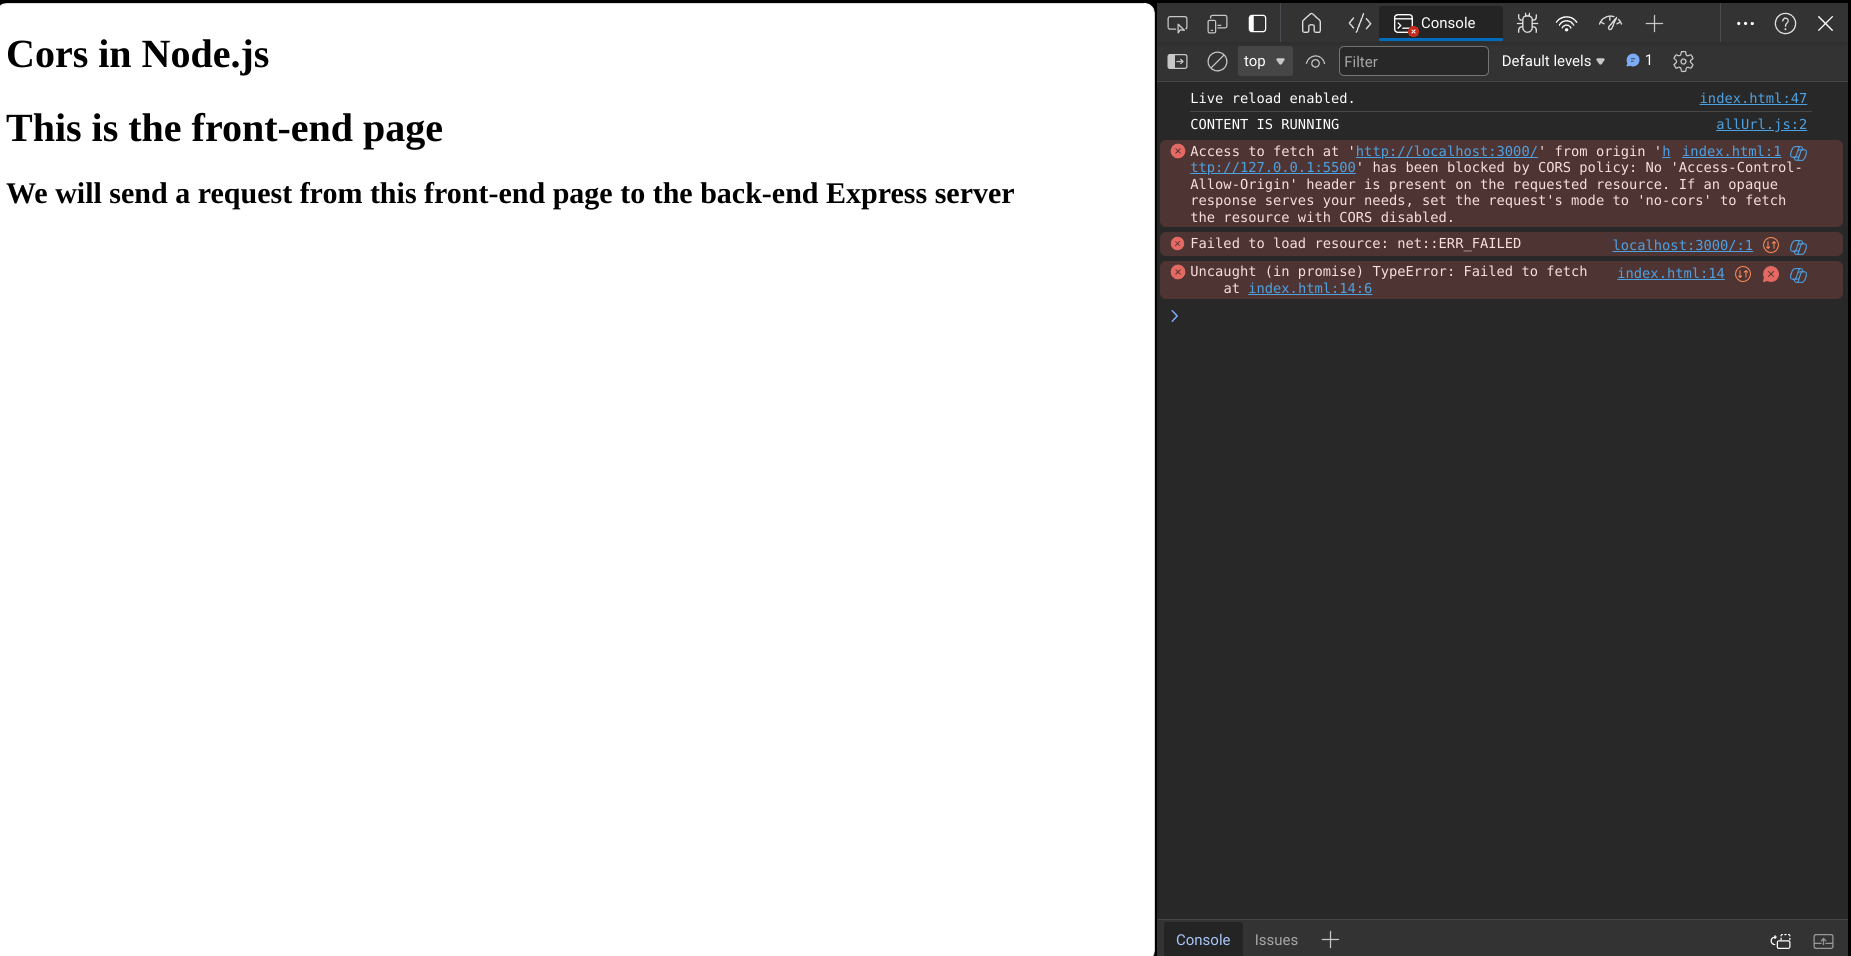 Cors in Node.js
This is the front-end page
We will send a request from this front-end page to the back-end Express server
Console
top
Filter
Default levels
1
Live reload enabled. index.html:47
CONTENT IS RUNNING allUrl.js:2
Access to fetch at 'http://localhost:3000/' from origin 'h index.html:1
ttp://127.0.0.1:5500' has been blocked by CORS policy: No 'Access-Control-
Allow-Origin' header is present on the requested resource. If an opaque
response serves your needs, set the request's mode to 'no-cors' to fetch
the resource with CORS disabled.
Failed to load resource: net::ERR_FAILED localhost:3000/:1
Uncaught (in promise) TypeError: Failed to fetch index.html:14
at index.html:14:6
Console Issues